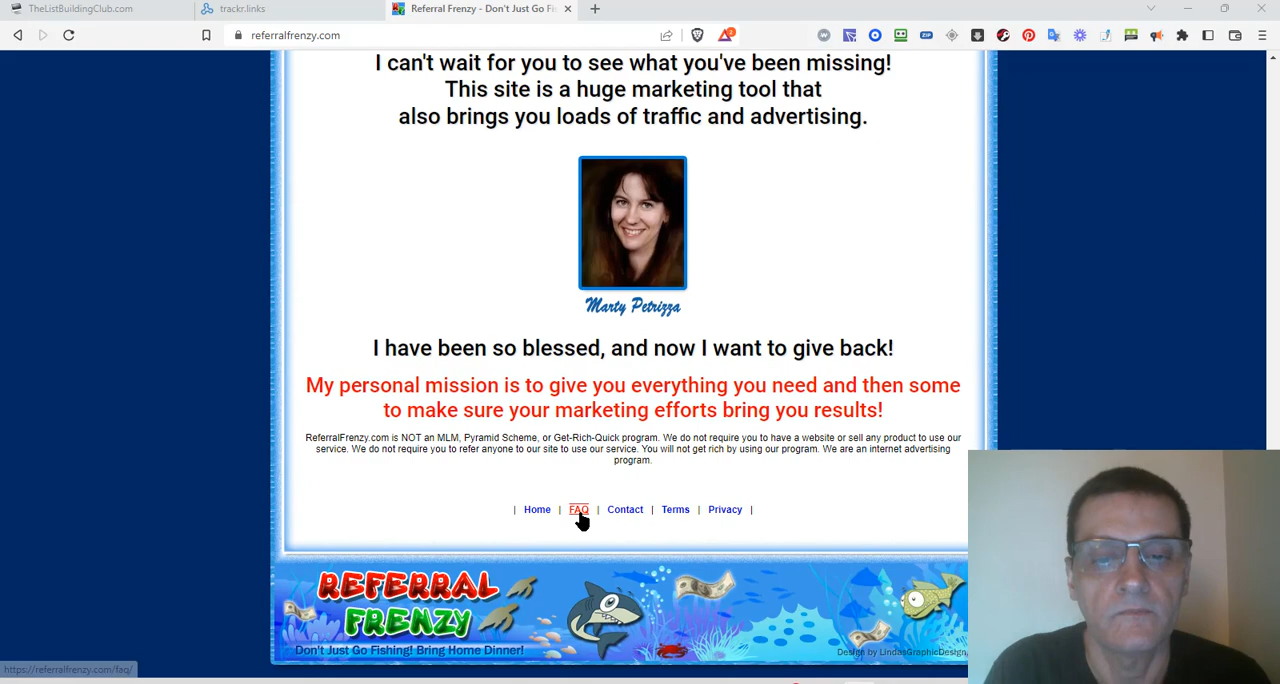 TheListBuildingClub.com
trackr.links
Referral Frenzy - Don't Just Go Fi
referralfrenzy.com
I can't wait for you to see what you've been missing!
This site is a huge marketing tool that
also brings you loads of traffic and advertising.
Marty Petrizza
I have been so blessed, and now I want to give back!
My personal mission is to give you everything you need and then some
to make sure your marketing efforts bring you results!
ReferralFrenzy.com is NOT an MLM, Pyramid Scheme, or Get-Rich-Quick program. We do not require you to have a website or sell any product to use our
service. We do not require you to refer anyone to our site to use our service. You will not get rich by using our program. We are an internet advertising
program.
| Home | FAQ | Contact | Terms | Privacy |
REFERRAL
FRENZY
Don't Just Go Fishing! Bring Home Dinner!
Design by LindasGraphicDesign.
https://referralfrenzy.com/faq/